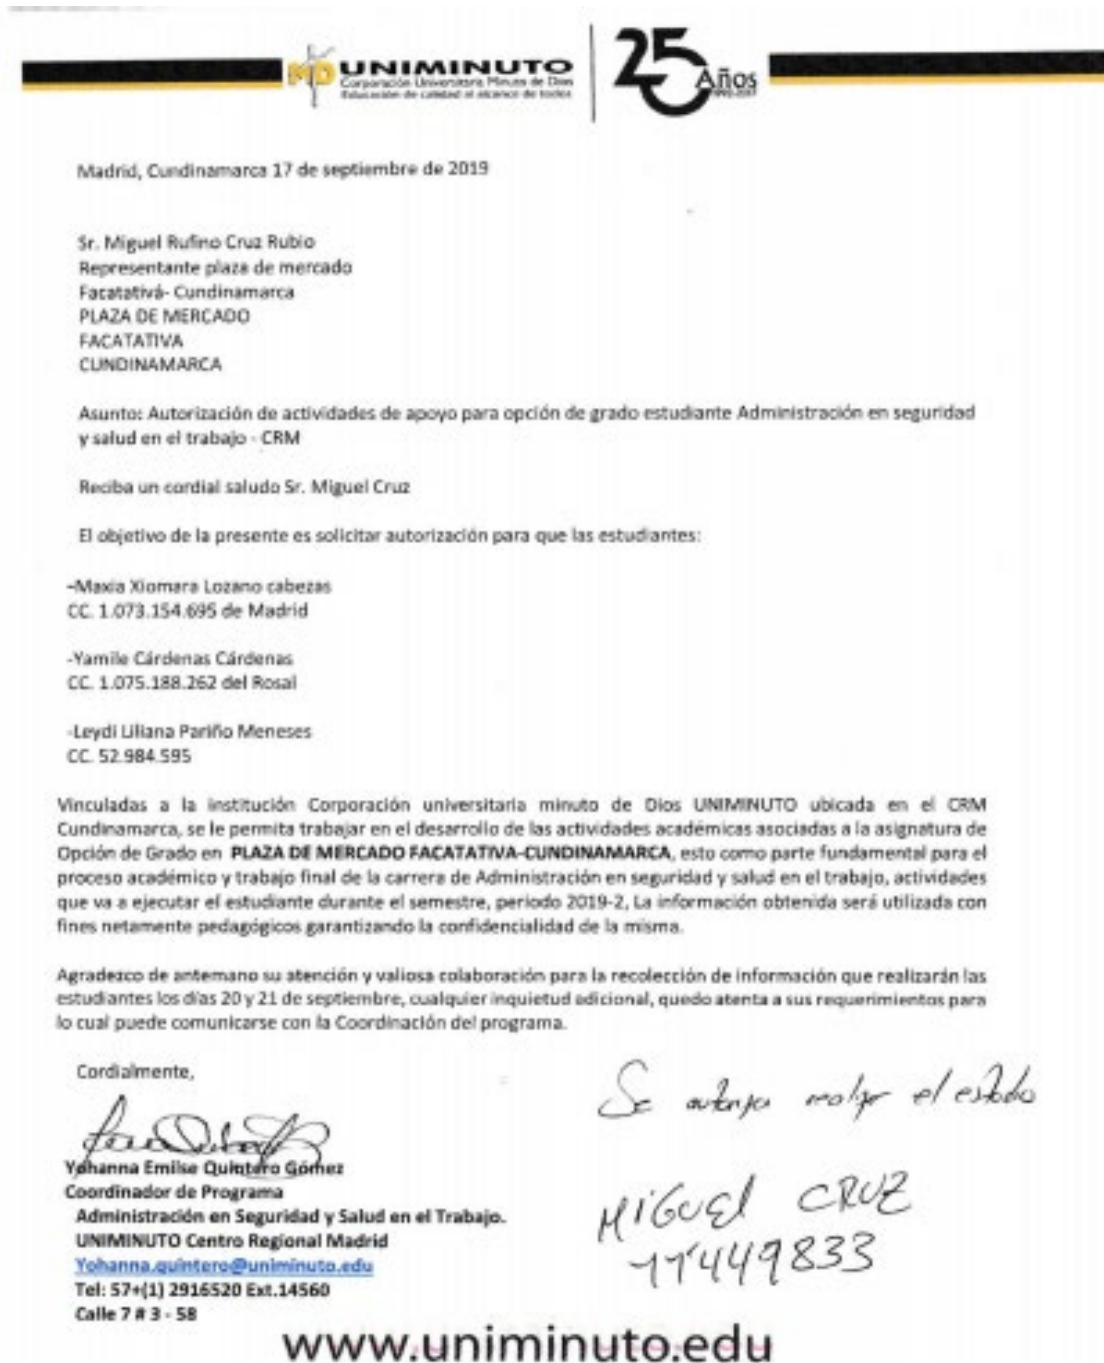 UNIMINUTO
Corporación Universitaria Minuto de Dios
Educación de calidad al alcance de todos
25 Años
Madrid, Cundinamarca 17 de septiembre de 2019
Sr. Miguel Rufino Cruz Rubio
Representante plaza de mercado
Facatativá- Cundinamarca
PLAZA DE MERCADO
FACATATIVA
CUNDINAMARCA
Asunto: Autorización de actividades de apoyo para opción de grado estudiante Administración en seguridad
y salud en el trabajo - CRM
Reciba un cordial saludo Sr. Miguel Cruz
El objetivo de la presente es solicitar autorización para que las estudiantes:
-Maxia Xiomara Lozano cabezas
CC. 1.073.154.695 de Madrid
-Yamile Cárdenas Cárdenas
CC. 1.075.188.262 del Rosal
-Leydi Liliana Pariño Meneses
CC. 52.984.595
Vinculadas a la institución Corporación universitaria minuto de Dios UNIMINUTO ubicada en el CRM
Cundinamarca, se le permita trabajar en el desarrollo de las actividades académicas asociadas a la asignatura de
Opción de Grado en PLAZA DE MERCADO FACATATIVA-CUNDINAMARCA, esto como parte fundamental para el
proceso académico y trabajo final de la carrera de Administración en seguridad y salud en el trabajo, actividades
que va a ejecutar el estudiante durante el semestre, periodo 2019-2, La información obtenida será utilizada con
fines netamente pedagógicos garantizando la confidencialidad de la misma.
Agradezco de antemano su atención y valiosa colaboración para la recolección de información que realizarán las
estudiantes los días 20 y 21 de septiembre, cualquier inquietud adicional, quedo atenta a sus requerimientos para
lo cual puede comunicarse con la Coordinación del programa.
Cordialmente,
Se autoriza realizar el estudio
Yohanna Emilse Quintero Gómez
Coordinador de Programa
Administración en Seguridad y Salud en el Trabajo.
UNIMINUTO Centro Regional Madrid
Yohanna.quintero@uniminuto.edu
Tel: 57+(1) 2916520 Ext.14560
Calle 7 # 3 - 58
MIGUEL CRUZ
11449833
www.uniminuto.edu